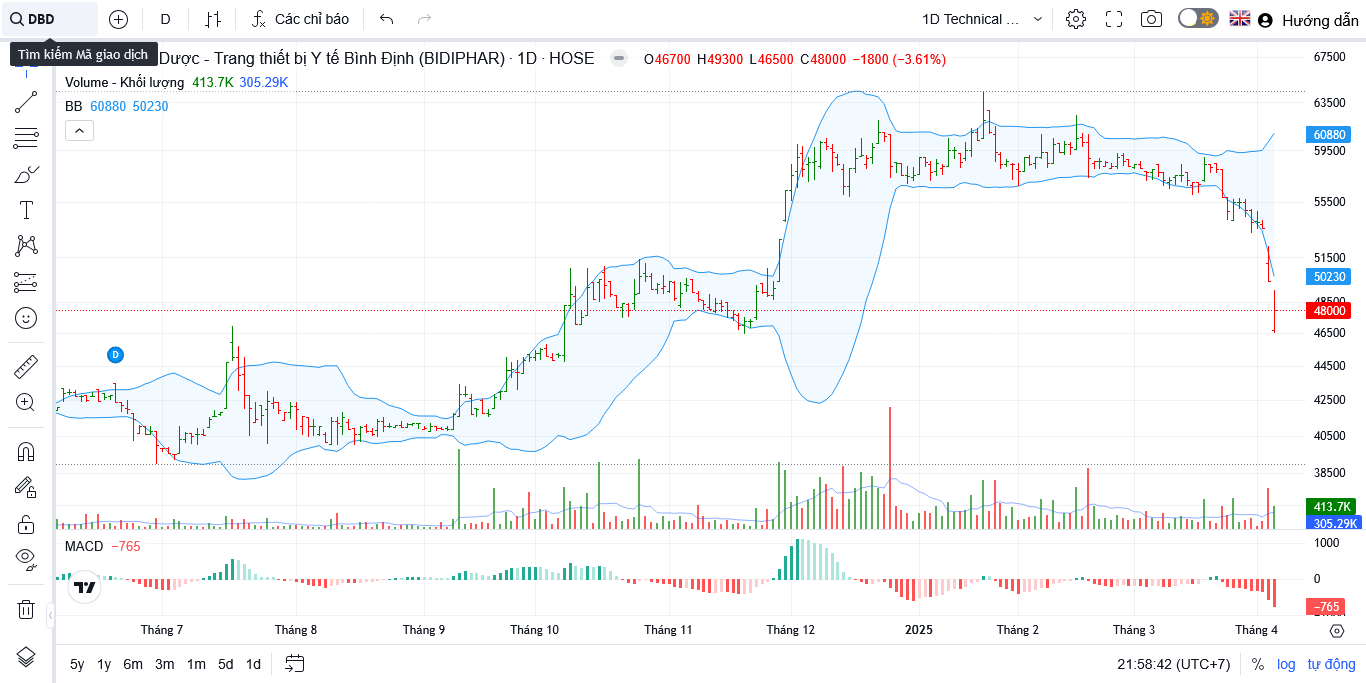 DBD
D
Các chỉ báo
1D Technical ...
Hướng dẫn
Tìm kiếm Mã giao dịch
Dược - Trang thiết bị Y tế Bình Định (BIDIPHAR) · 1D · HOSE
O46700 H49300 L46500 C48000 −1800 (−3.61%)
Volume - Khối lượng 413.7K 305.29K
BB 60880 50230
67500
63500
60880
59500
55500
51500
50230
48500
48000
46500
44500
42500
40500
38500
413.7K
305.29K
D
MACD −765
1000
0
−765
Tháng 7
Tháng 8
Tháng 9
Tháng 10
Tháng 11
Tháng 12
2025
Tháng 2
Tháng 3
Tháng 4
5y 1y 6m 3m 1m 5d 1d
21:58:42 (UTC+7)
%
log
tự động